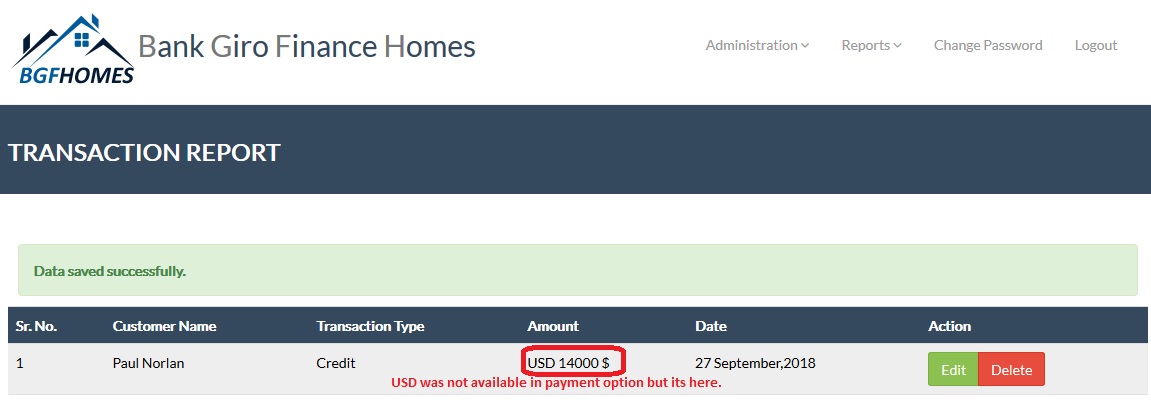 BGFHOMES
Bank Giro Finance Homes
Administration Reports Change Password Logout
TRANSACTION REPORT
Data saved successfully.
Sr. No. Customer Name Transaction Type Amount Date Action
1 Paul Norlan Credit USD 14000 $ 27 September,2018 Edit Delete
USD was not available in payment option but its here.